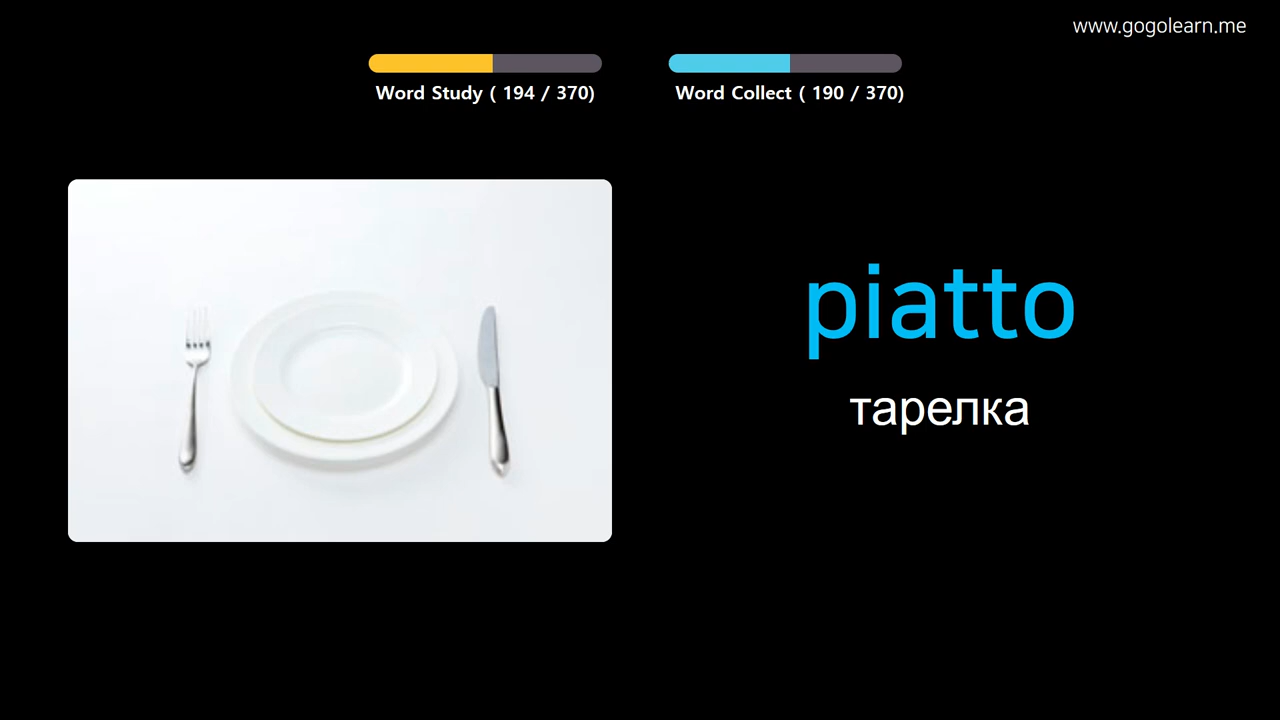 www.gogolearn.me
Word Study ( 194 / 370)
Word Collect ( 190 / 370)
piatto
тарелка